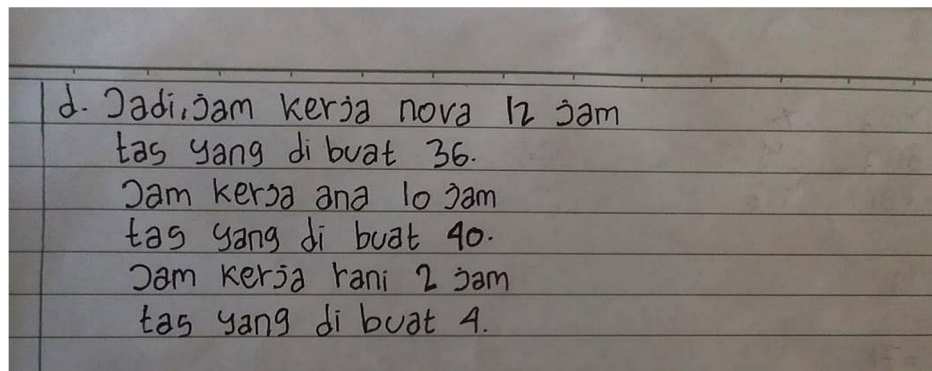 d. Jadi, jam kerja nova 12 jam
tas yang di buat 36.
Jam kerja ana 10 jam
tas yang di buat 40.
Jam kerja rani 2 jam
tas yang di buat 4.